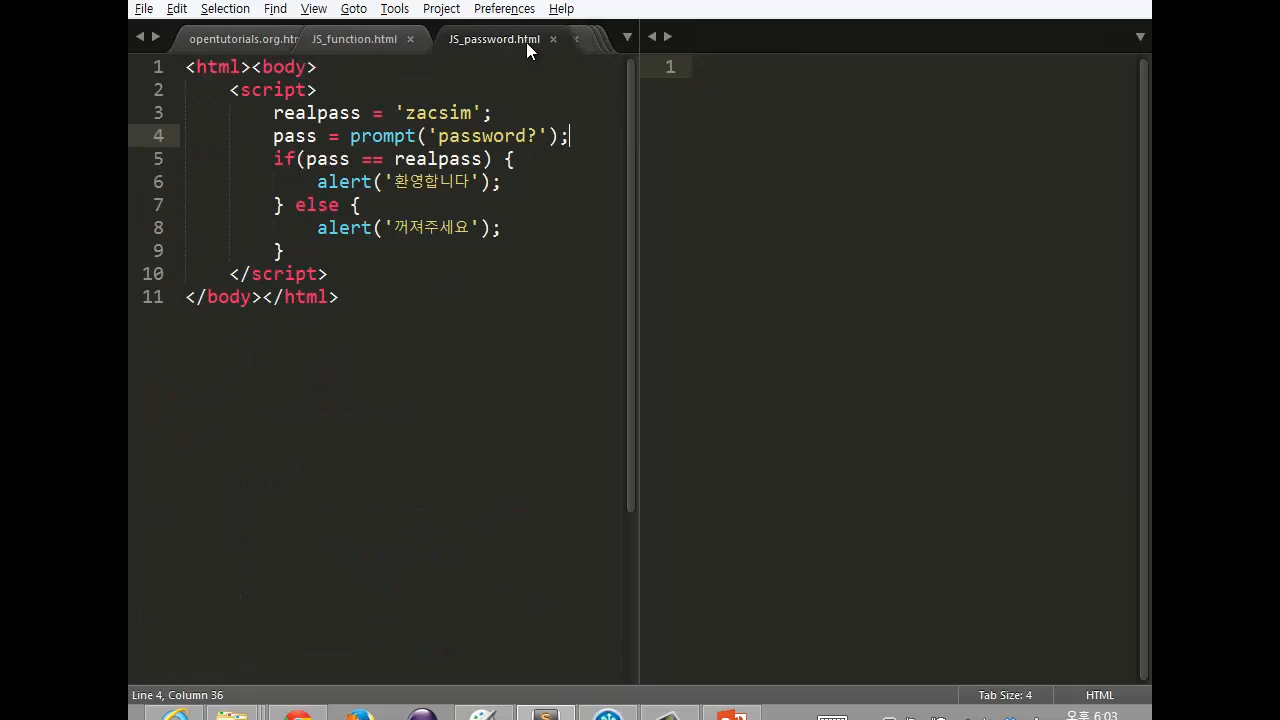 File Edit Selection Find View Goto Tools Project Preferences Help
opentutorials.org.htm JS_function.html × JS_password.html ×
1 <html><body>
2 <script>
3 realpass = 'zacsim';
4 pass = prompt('password?');
5 if(pass == realpass) {
6 alert('환영합니다');
7 } else {
8 alert('꺼져주세요');
9 }
10 </script>
11 </body></html>
1
Line 4, Column 36 Tab Size: 4 HTML
오후 6:03